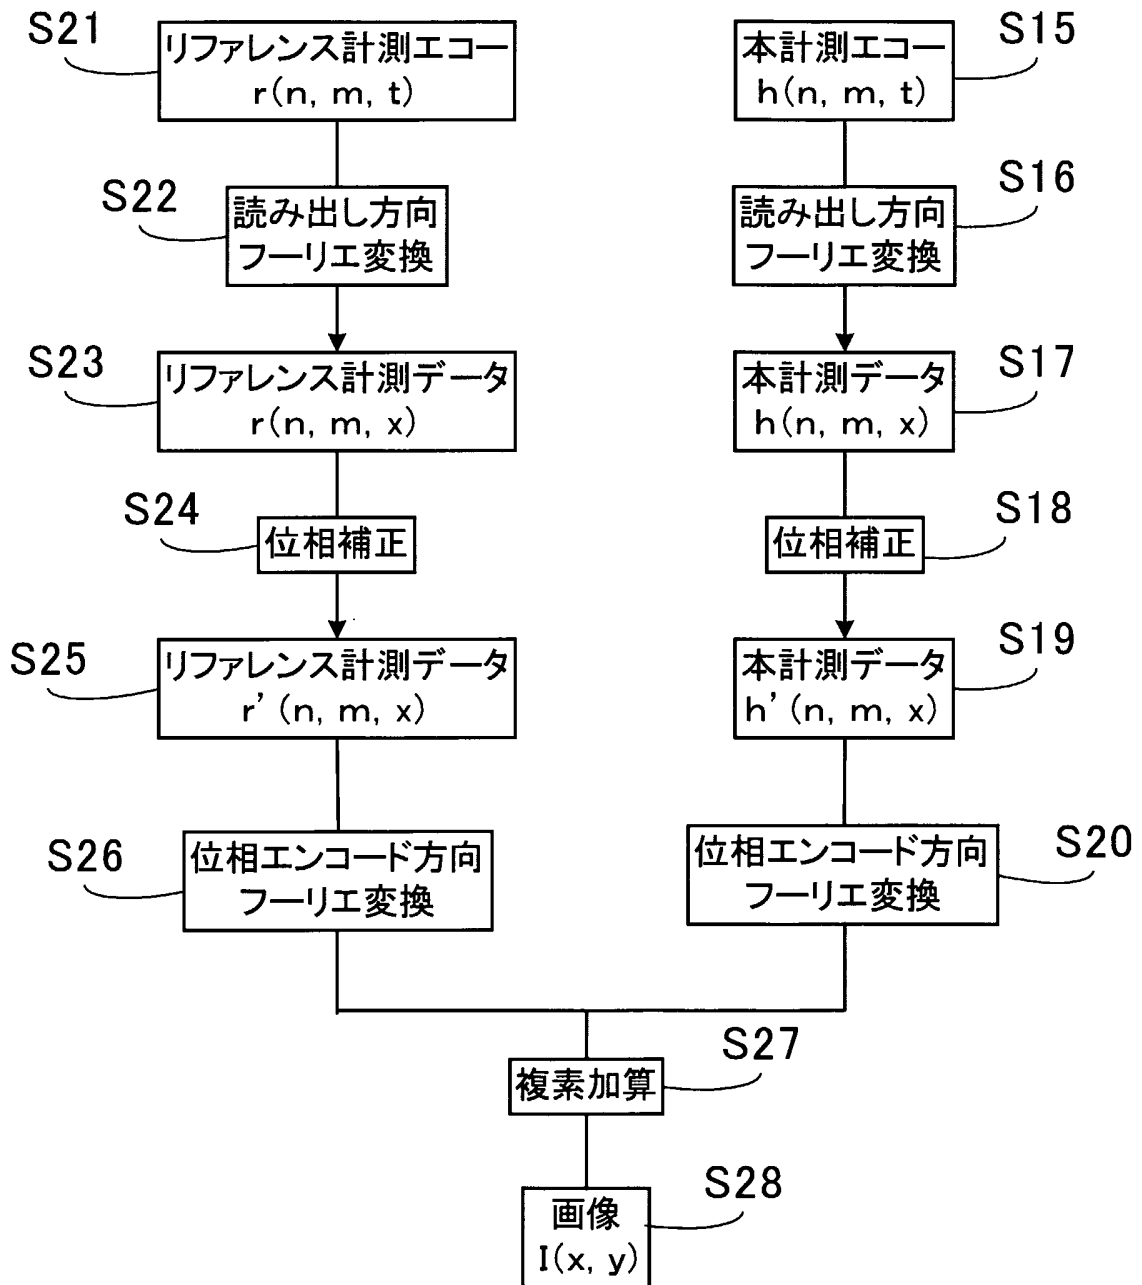 S21
リファレンス計測エコー
r(n, m, t)
S15
本計測エコー
h(n, m, t)
S22
読み出し方向
フーリエ変換
S16
読み出し方向
フーリエ変換
S23
リファレンス計測データ
r(n, m, x)
S17
本計測データ
h(n, m, x)
S24
位相補正
S18
位相補正
S25
リファレンス計測データ
r’(n, m, x)
S19
本計測データ
h’(n, m, x)
S26
位相エンコード方向
フーリエ変換
S20
位相エンコード方向
フーリエ変換
S27
複素加算
S28
画像
I(x, y)